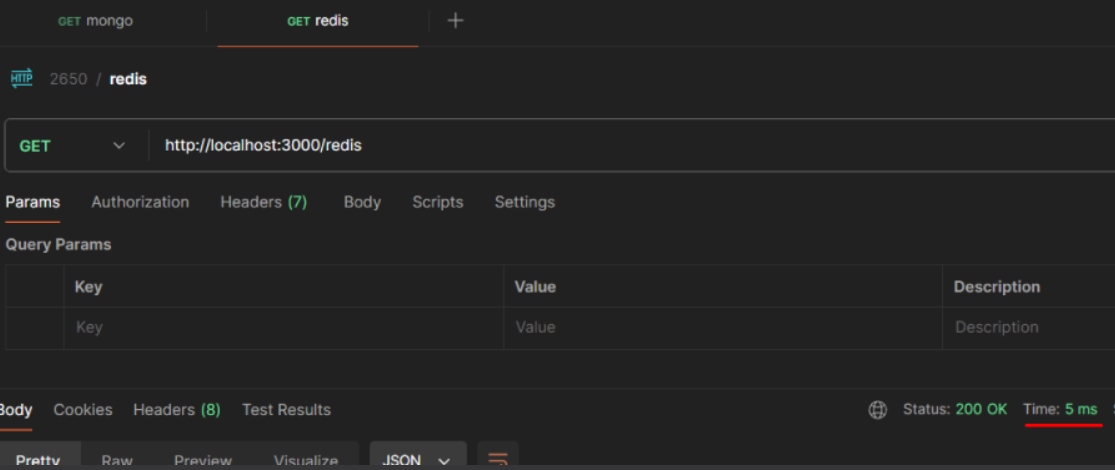 GET mongo GET redis +
HTTP 2650 / redis
GET http://localhost:3000/redis
Params Authorization Headers (7) Body Scripts Settings
Query Params
Key Value Description
Key Value Description
Body Cookies Headers (8) Test Results Status: 200 OK Time: 5 ms
Pretty Raw Preview Visualize JSON